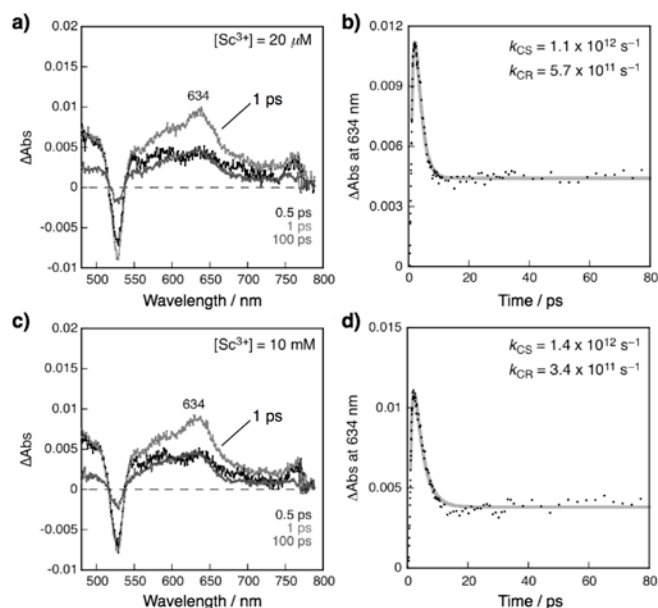 a)
[Sc³⁺] = 20 μM
634
1 ps
0.5 ps
1 ps
100 ps
ΔAbs
0.02
0.015
0.01
0.005
0
-0.005
-0.01
500 550 600 650 700 750 800
Wavelength / nm
b)
k_CS = 1.1 x 10¹² s⁻¹
k_CR = 5.7 x 10¹¹ s⁻¹
ΔAbs at 634 nm
0.012
0.009
0.006
0.003
0
0 20 40 60 80
Time / ps
c)
[Sc³⁺] = 10 mM
634
1 ps
0.5 ps
1 ps
100 ps
ΔAbs
0.02
0.015
0.01
0.005
0
-0.005
-0.01
500 550 600 650 700 750 800
Wavelength / nm
d)
k_CS = 1.4 x 10¹² s⁻¹
k_CR = 3.4 x 10¹¹ s⁻¹
ΔAbs at 634 nm
0.015
0.01
0.005
0
0 20 40 60 80
Time / ps